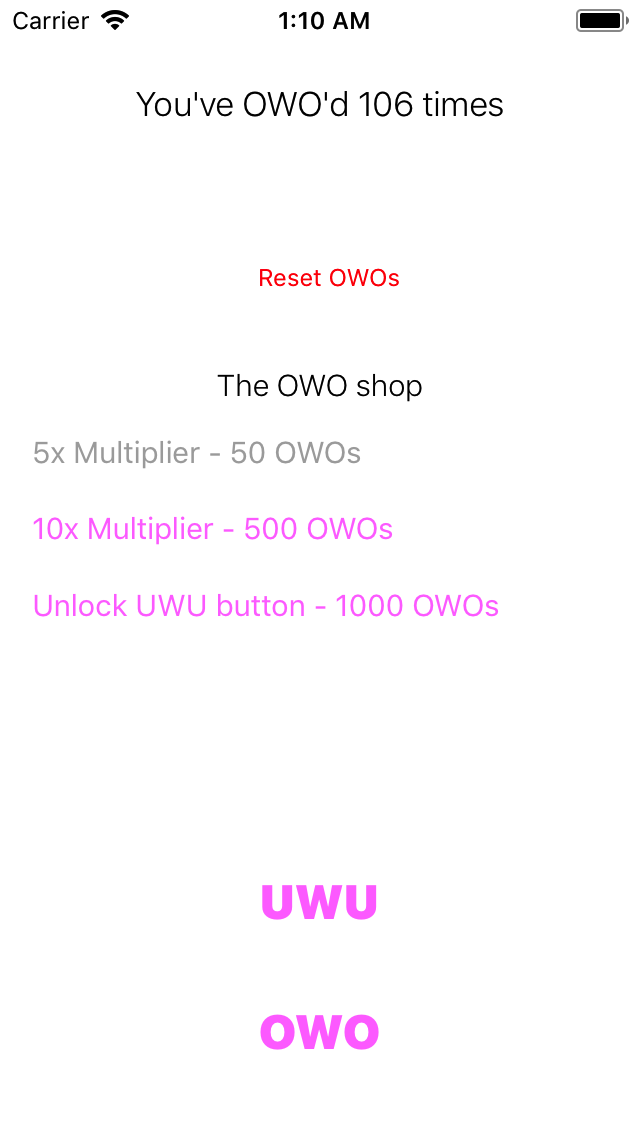 Carrier 1:10 AM
You've OWO'd 106 times
Reset OWOs
The OWO shop
5x Multiplier - 50 OWOs
10x Multiplier - 500 OWOs
Unlock UWU button - 1000 OWOs
UWU
OWO